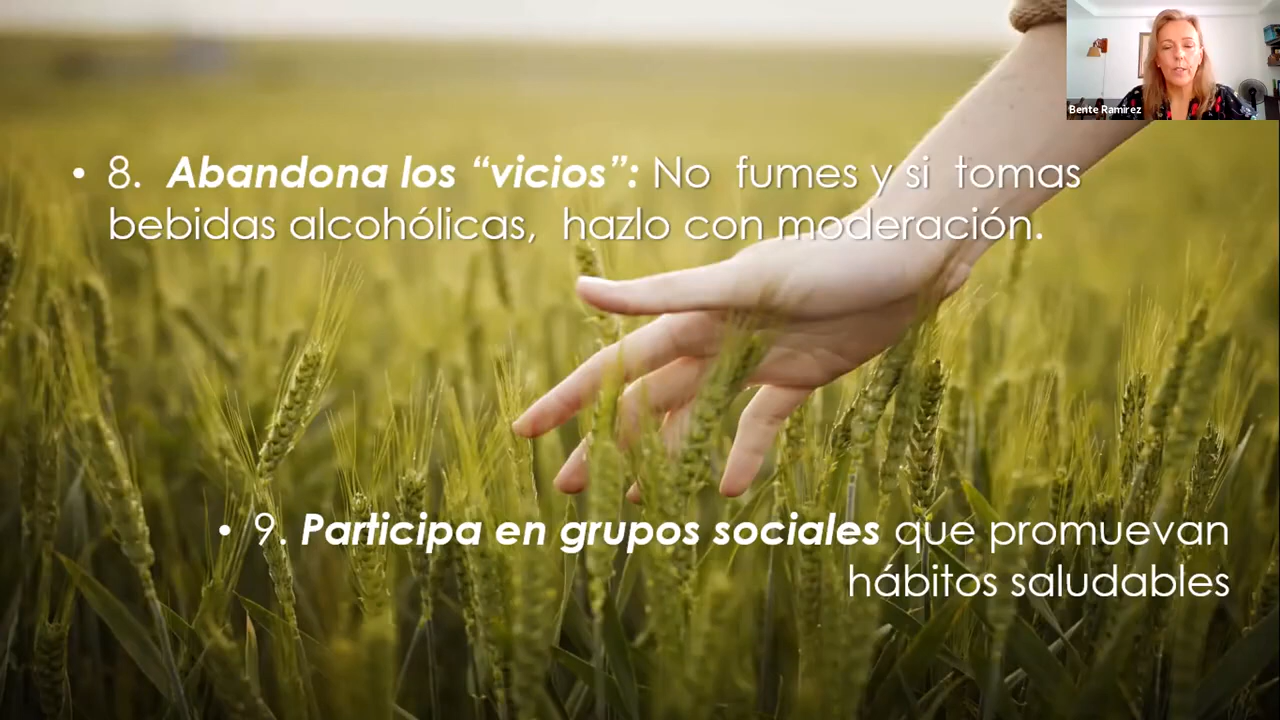 Bente Ramirez
• 8. Abandona los “vicios”: No fumes y si tomas
bebidas alcohólicas, hazlo con moderación.
• 9. Participa en grupos sociales que promuevan
hábitos saludables